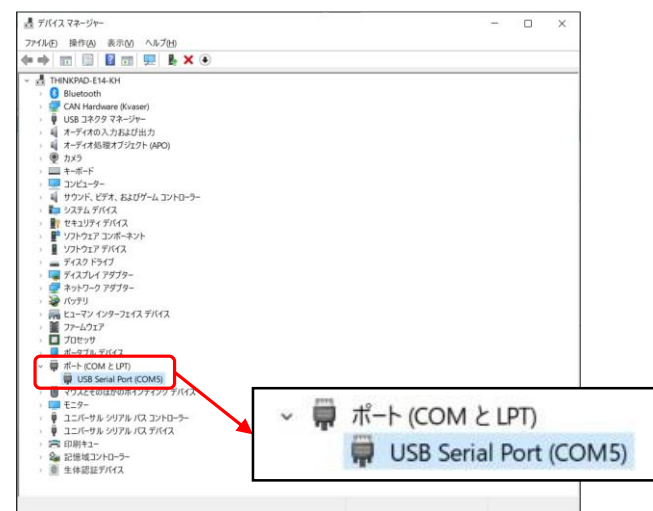 デバイス マネージャー
ファイル(F) 操作(A) 表示(V) ヘルプ(H)
THINKPAD-E14-KH
Bluetooth
CAN Hardware (Kvaser)
USB コネクタ マネージャー
オーディオの入力および出力
オーディオ処理オブジェクト (APO)
カメラ
キーボード
コンピューター
サウンド、ビデオ、およびゲーム コントローラー
システム デバイス
セキュリティ デバイス
ソフトウェア コンポーネント
ソフトウェア デバイス
ディスク ドライブ
ディスプレイ アダプター
ネットワーク アダプター
バッテリ
ヒューマン インターフェイス デバイス
ファームウェア
プロセッサ
ポータブル デバイス
ポート (COM と LPT)
USB Serial Port (COM5)
マウスとそのほかのポインティング デバイス
モニター
ユニバーサル シリアル バス コントローラー
ユニバーサル シリアル バス デバイス
印刷キュー
記憶域コントローラー
生体認証デバイス
ポート (COM と LPT)
USB Serial Port (COM5)